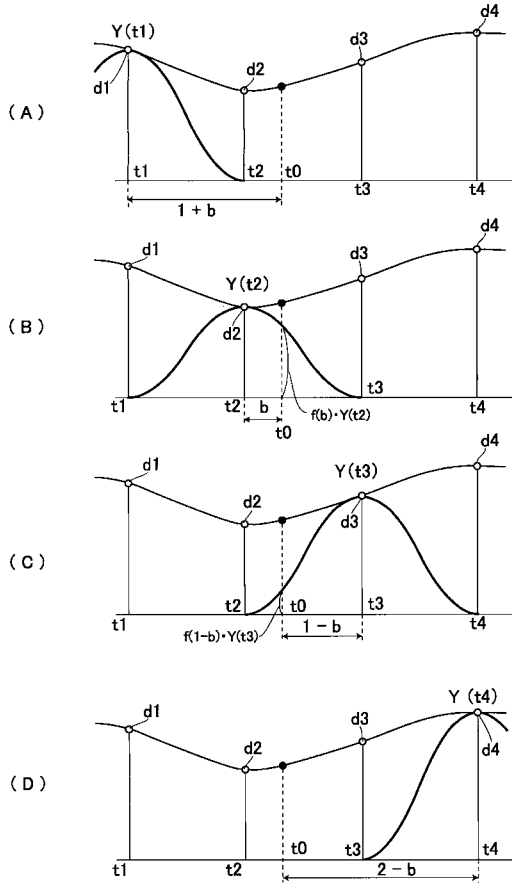 Y(t1)
d4
d3
d2
d1
(A)
t1
t2
t0
t3
t4
1+b
d4
d1
Y(t2)
d3
(B)
d2
t1
t2
b
t3
t4
t0
f(b)・Y(t2)
d4
d1
Y(t3)
d2
d3
(C)
t2
t0
t3
t4
t1
f(1-b)・Y(t3)
1-b
Y(t4)
d1
d3
d2
d4
(D)
t0
t3
t4
t1
t2
2-b